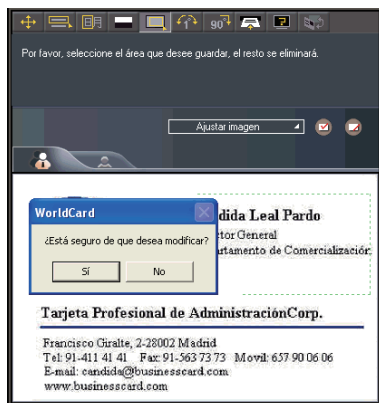 1°
90°
Por favor, seleccione el área que desee guardar, el resto se eliminará.
Ajustar imagen
WorldCard
¿Está seguro de que desea modificar?
Sí
No
dida Leal Pardo
ctor General
artamento de Comercialización
Tarjeta Profesional de AdministraciónCorp.
Francisco Giralte, 2-28002 Madrid
Tel: 91-411 41 41 Fax: 91-563 73 73 Movil: 657 90 06 06
E-mail: candida@businesscard.com
www.businesscard.com